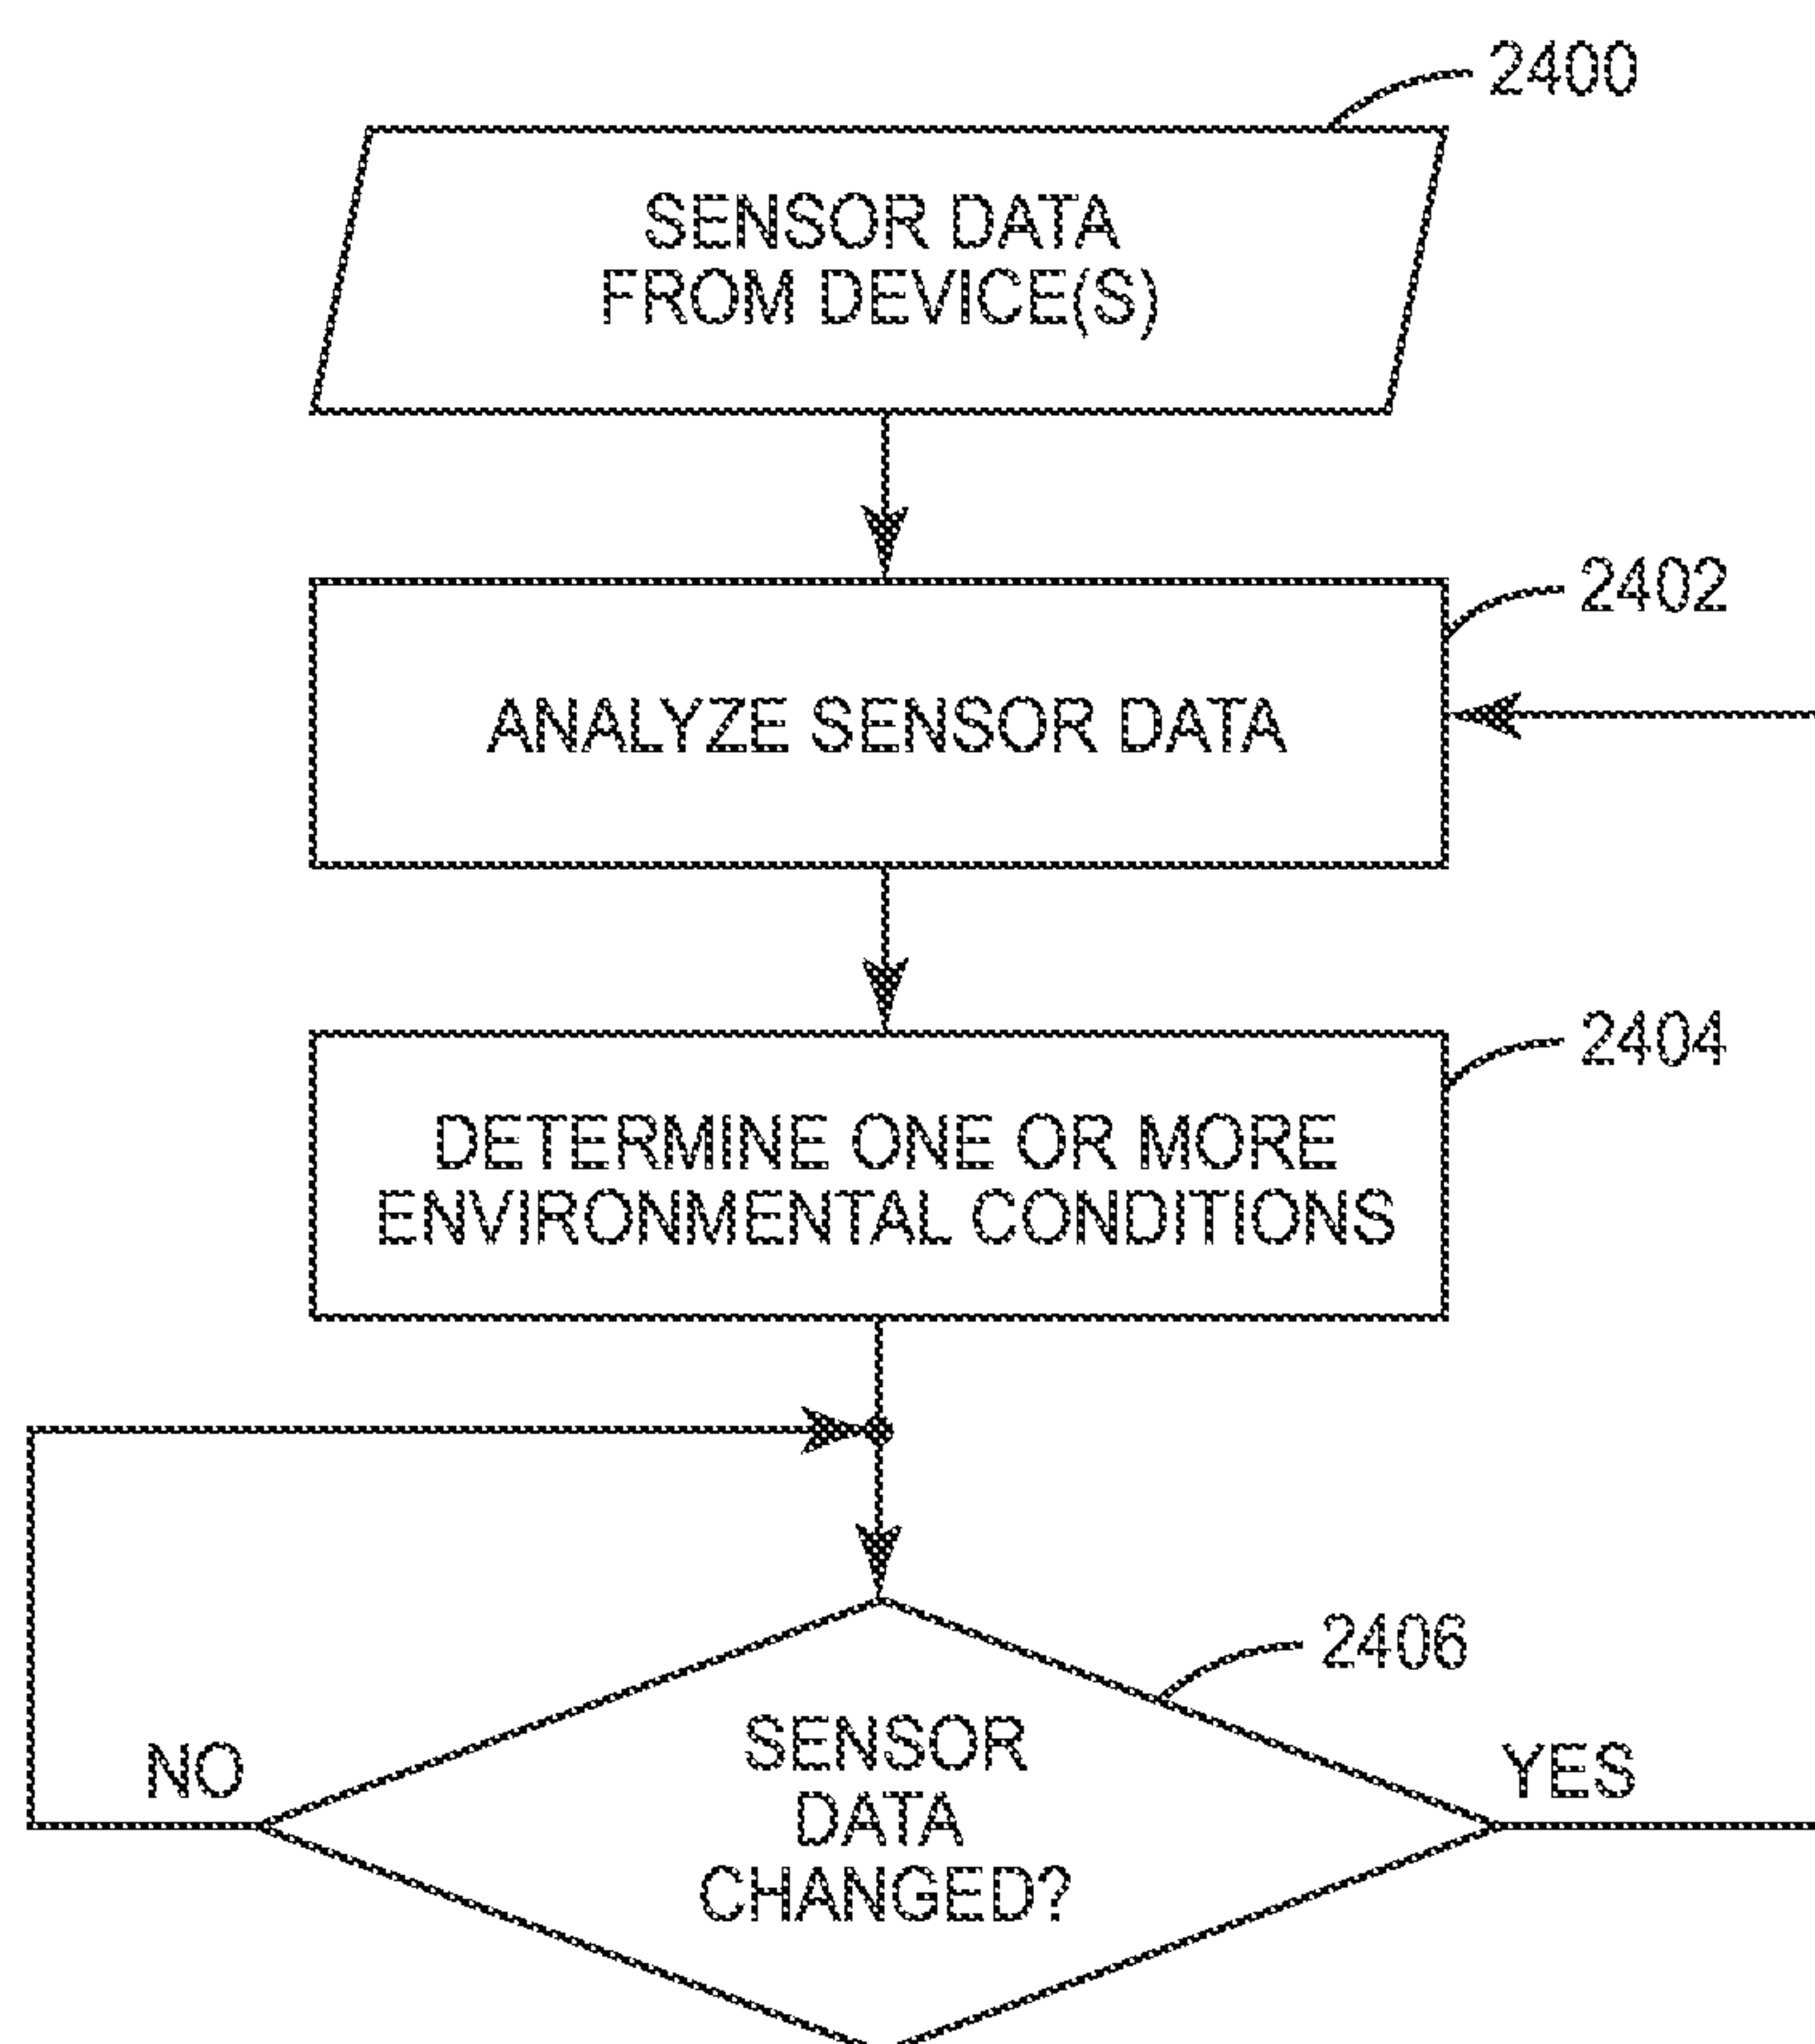 2400
SENSOR DATA
FROM DEVICE(S)
2402
ANALYZE SENSOR DATA
2404
DETERMINE ONE OR MORE
ENVIRONMENTAL CONDITIONS
2406
SENSOR
DATA
CHANGED?
NO
YES